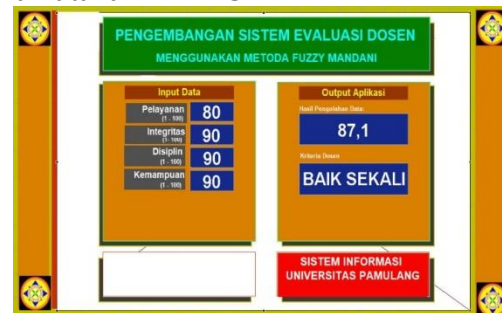 PENGEMBANGAN SISTEM EVALUASI DOSEN
MENGGUNAKAN METODA FUZZY MANDANI
Input Data
Pelayanan
(1 - 100)
80
Integritas
(1- 100)
90
Disiplin
(1 - 100)
90
Kemampuan
(1 - 100)
90
Output Aplikasi
Hasil Pengolahan Data:
87,1
Kriteria Dosen
BAIK SEKALI
SISTEM INFORMASI
UNIVERSITAS PAMULANG